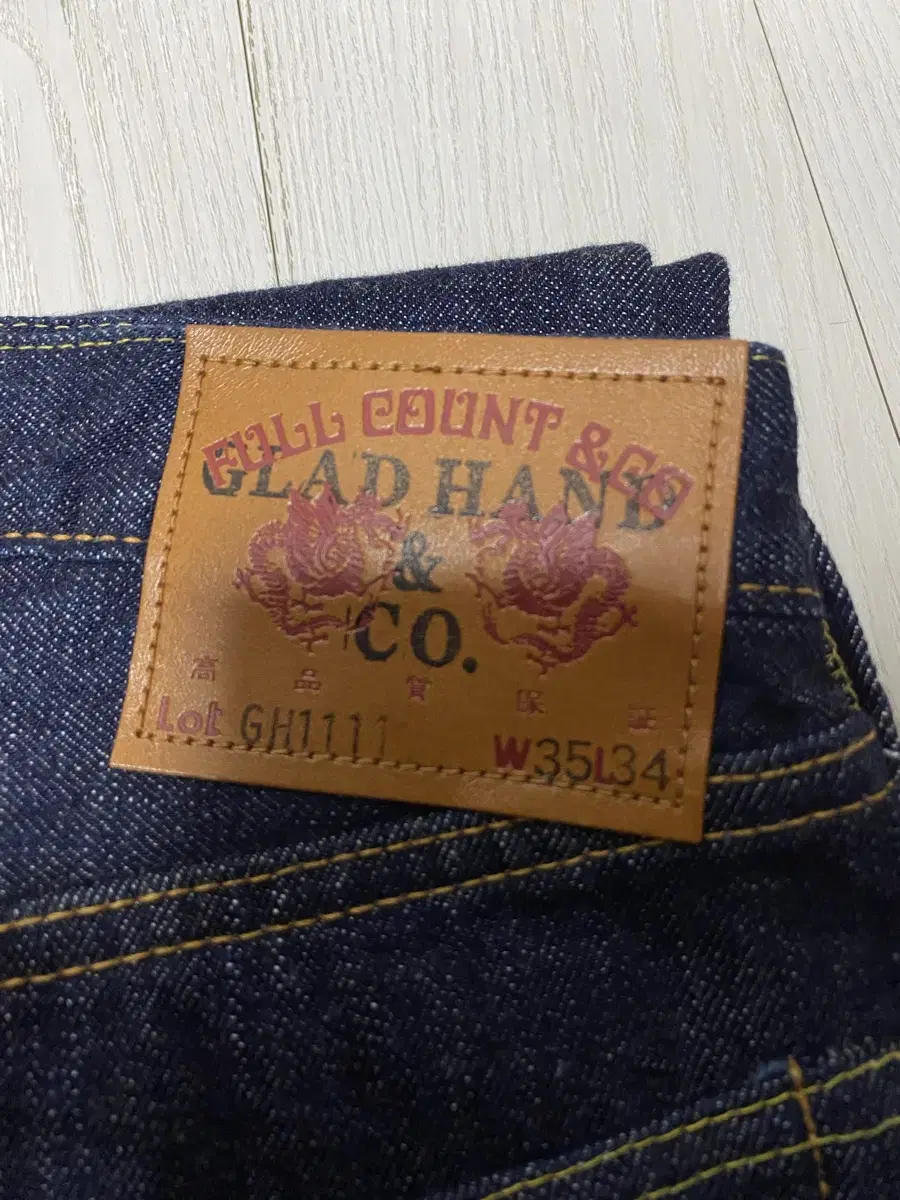 FULL COUNT & CO
GLAD HAND
&
CO.
高品質保証
Lot GH1111
W35L34